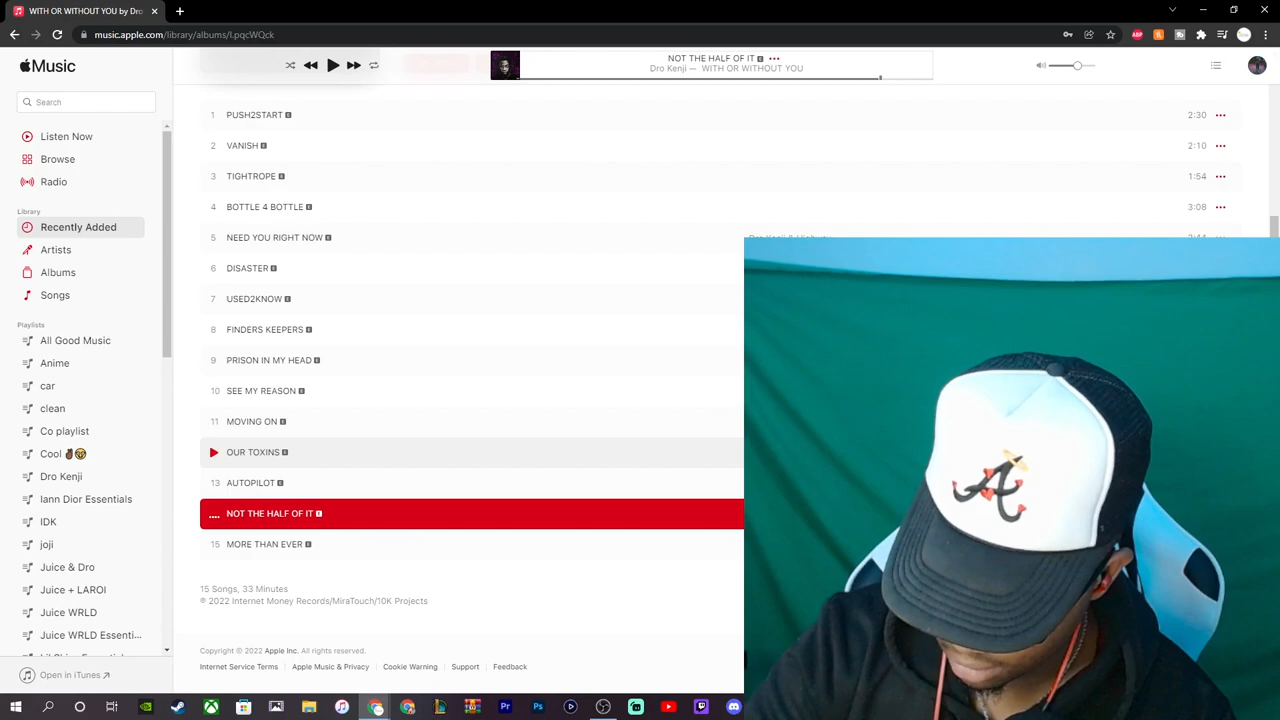 WITH OR WITHOUT YOU by Dro
music.apple.com/library/albums/l.pqcWQck
ABP
Music
NOT THE HALF OF IT E
Dro Kenji — WITH OR WITHOUT YOU
Search
Listen Now
Browse
Radio
Library
Recently Added
Artists
Albums
Songs
Playlists
All Good Music
Anime
car
clean
Co playlist
Cool ✌🏾🤓
Dro Kenji
Iann Dior Essentials
IDK
joji
Juice & Dro
Juice + LAROI
Juice WRLD
Juice WRLD Essenti...
Open in iTunes ↗
1 PUSH2START E 2:30
2 VANISH E 2:10
3 TIGHTROPE E 1:54
4 BOTTLE 4 BOTTLE E 3:08
5 NEED YOU RIGHT NOW E
6 DISASTER E
7 USED2KNOW E
8 FINDERS KEEPERS E
9 PRISON IN MY HEAD E
10 SEE MY REASON E
11 MOVING ON E
OUR TOXINS E
13 AUTOPILOT E
NOT THE HALF OF IT E
15 MORE THAN EVER E
15 Songs, 33 Minutes
℗ 2022 Internet Money Records/MiraTouch/10K Projects
Copyright © 2022 Apple Inc. All rights reserved.
Internet Service Terms | Apple Music & Privacy | Cookie Warning | Support | Feedback
Pr
Ps
A